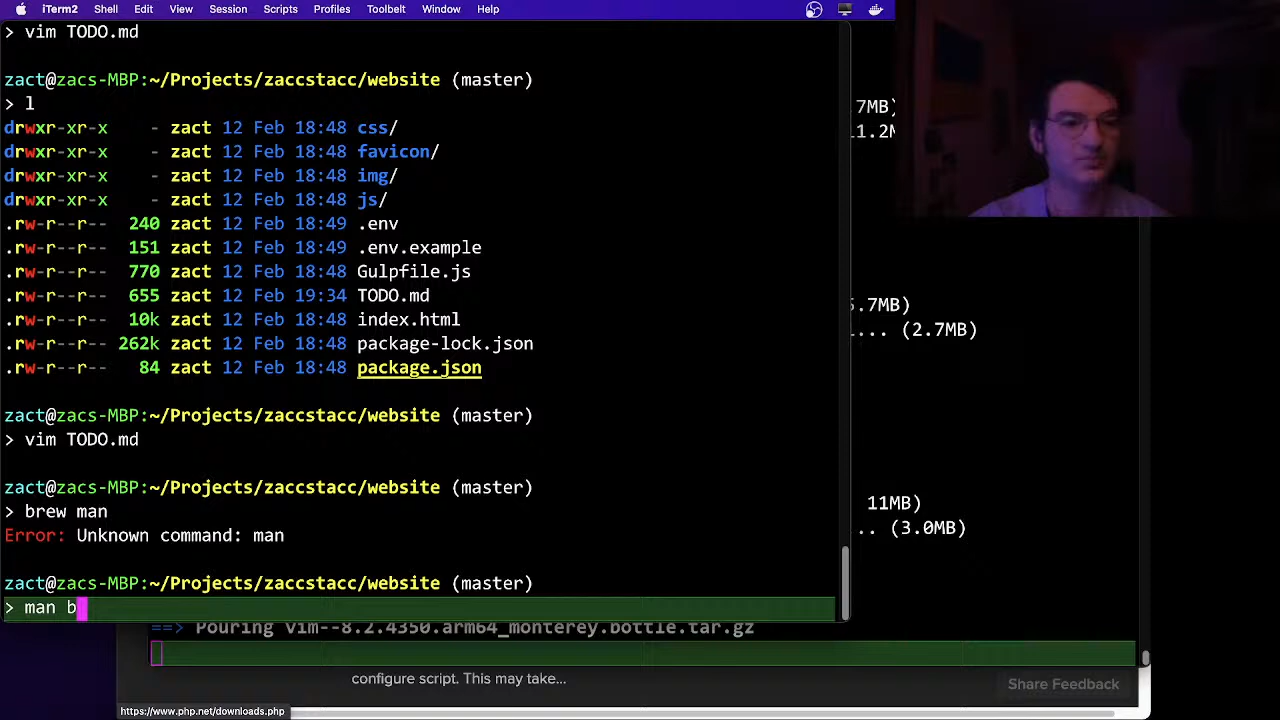 iTerm2 Shell Edit View Session Scripts Profiles Toolbelt Window Help
> vim TODO.md
zact@zacs-MBP:~/Projects/zaccstacc/website (master)
> l
drwxr-xr-x - zact 12 Feb 18:48 css/
drwxr-xr-x - zact 12 Feb 18:48 favicon/
drwxr-xr-x - zact 12 Feb 18:48 img/
drwxr-xr-x - zact 12 Feb 18:48 js/
.rw-r--r-- 240 zact 12 Feb 18:49 .env
.rw-r--r-- 151 zact 12 Feb 18:49 .env.example
.rw-r--r-- 770 zact 12 Feb 18:48 Gulpfile.js
.rw-r--r-- 655 zact 12 Feb 19:34 TODO.md
.rw-r--r-- 10k zact 12 Feb 18:48 index.html
.rw-r--r-- 262k zact 12 Feb 18:48 package-lock.json
.rw-r--r-- 84 zact 12 Feb 18:48 package.json
zact@zacs-MBP:~/Projects/zaccstacc/website (master)
> vim TODO.md
zact@zacs-MBP:~/Projects/zaccstacc/website (master)
> brew man
Error: Unknown command: man
zact@zacs-MBP:~/Projects/zaccstacc/website (master)
> man b
.7MB)
11.2M
5.7MB)
... (2.7MB)
11MB)
.. (3.0MB)
==> Pouring vim--8.2.4350.arm64_monterey.bottle.tar.gz
configure script. This may take...
Share Feedback
https://www.php.net/downloads.php